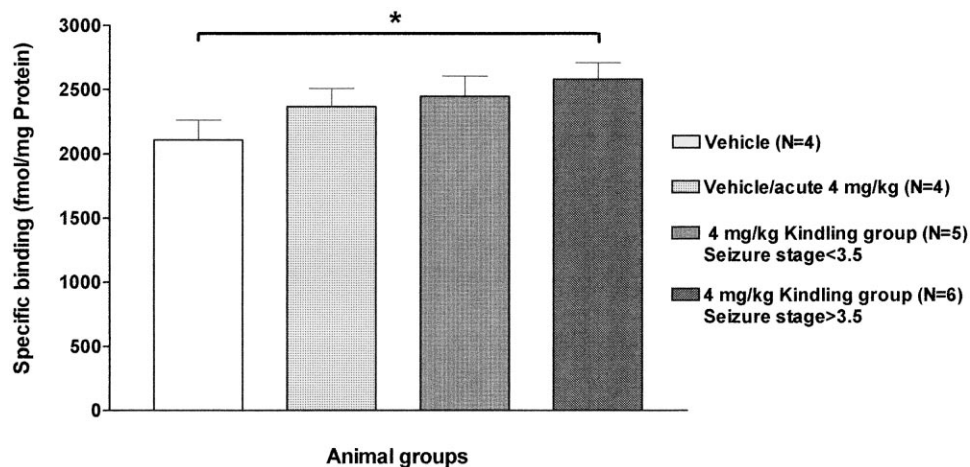 *
3000
2500
2000
1500
1000
500
0
Specific binding (fmol/mg Protein)
Animal groups
Vehicle (N=4)
Vehicle/acute 4 mg/kg (N=4)
4 mg/kg Kindling group (N=5)
Seizure stage<3.5
4 mg/kg Kindling group (N=6)
Seizure stage>3.5